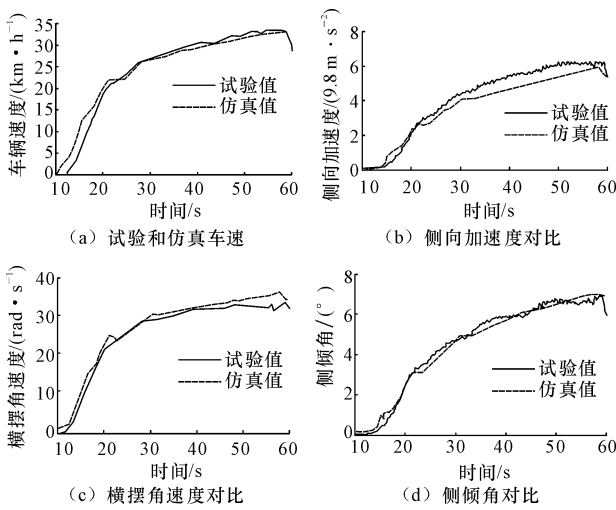 车辆速度/(km·h⁻¹)
35
30
25
20
15
10
5
0
试验值
仿真值
10 20 30 40 50 60
时间/s
(a) 试验和仿真车速
侧向加速度/(9.8 m·s⁻²)
8
6
4
2
0
试验值
仿真值
10 20 30 40 50 60
时间/s
(b) 侧向加速度对比
横摆角速度/(rad·s⁻¹)
40
30
20
10
0
试验值
仿真值
10 20 30 40 50 60
时间/s
(c) 横摆角速度对比
侧倾角/(°)
8
6
4
2
0
试验值
仿真值
10 20 30 40 50 60
时间/s
(d) 侧倾角对比